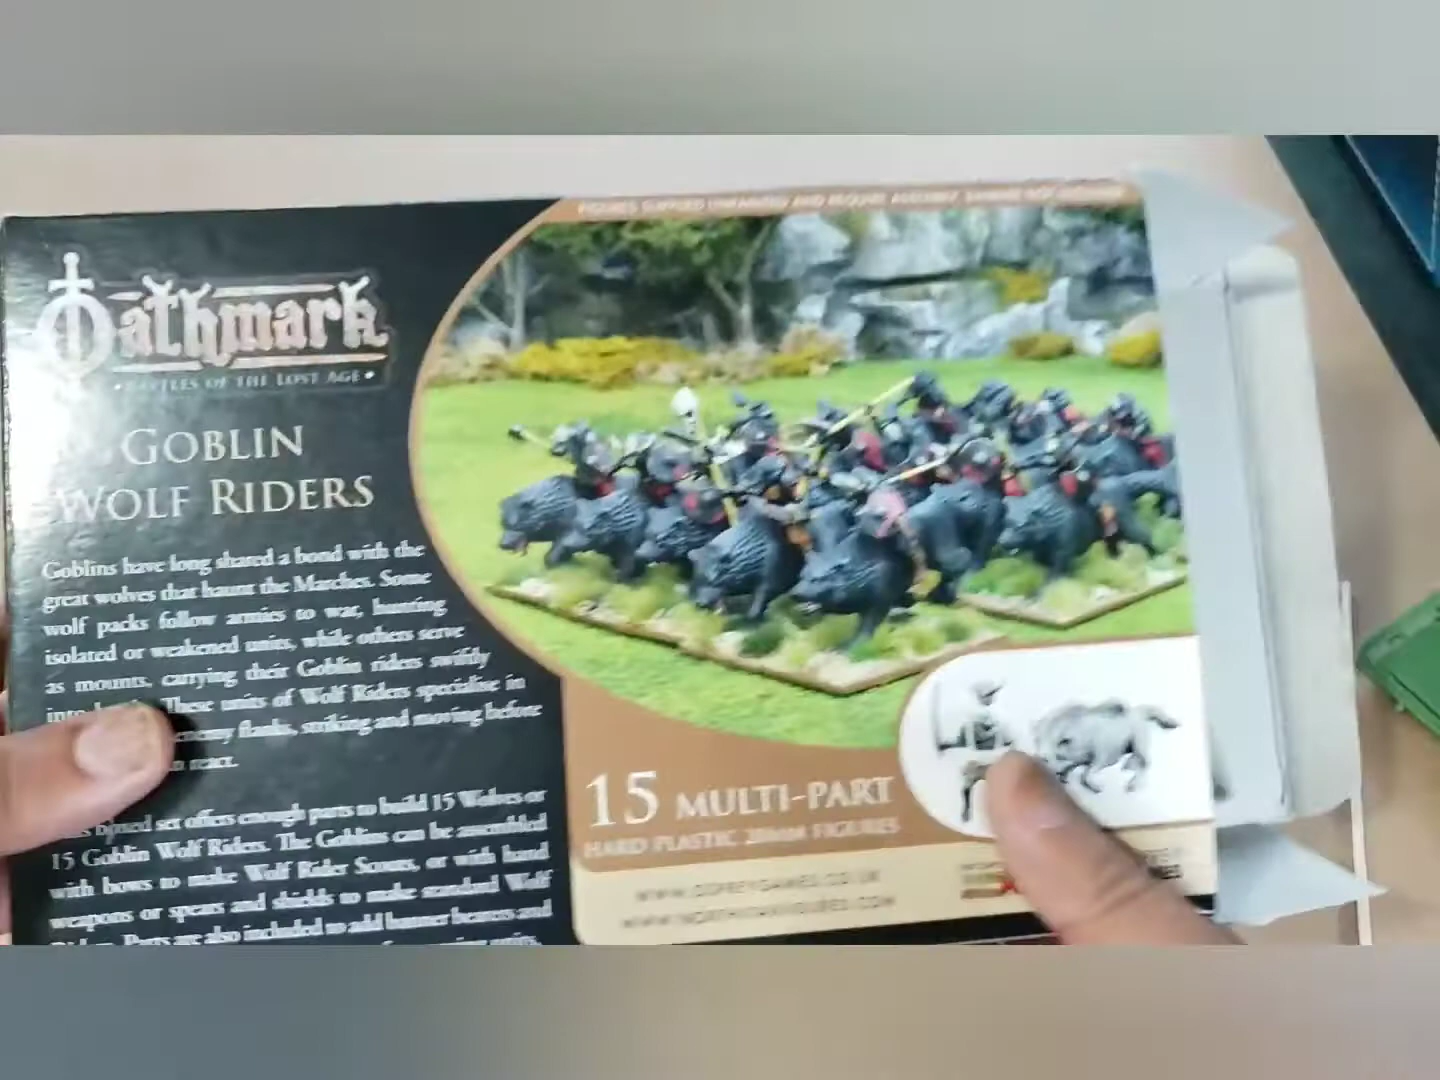 FIGURES SUPPLIED UNPAINTED AND REQUIRE ASSEMBLY.
Oathmark
• BATTLES OF THE LOST AGE •
GOBLIN
WOLF RIDERS
Goblins have long shared a bond with the
great wolves that haunt the Marches. Some
wolf packs follow armies to war, hunting
isolated or weakened units, while others serve
as mounts, carrying their Goblin riders swiftly
into These units of Wolf Riders specialise in
enemy flanks, striking and moving before
react.
boxed set offers enough parts to build 15 Wolves or
15 Goblin Wolf Riders. The Goblins can be assembled
with bows to make Wolf Rider Scouts, or with hand
weapons or spears and shields to make standard Wolf
Parts are also included to add banner bearers and
15 MULTI-PART
HARD PLASTIC 28MM FIGURES
WWW.OSPREYGAMES.CO.UK
WWW.NORTHSTARFIGURES.COM